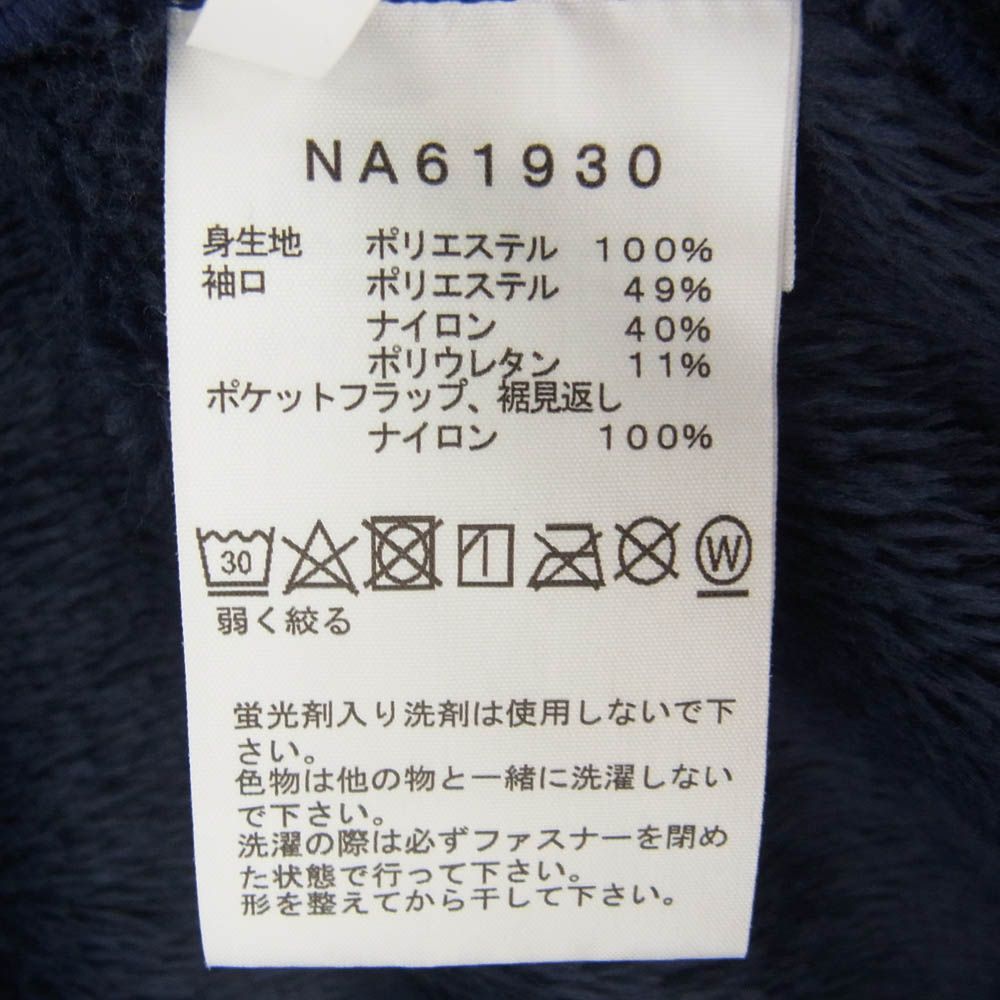 NA61930
身生地 ポリエステル 100%
袖口 ポリエステル 49%
ナイロン 40%
ポリウレタン 11%
ポケットフラップ、裾見返し
ナイロン 100%
30 W
弱く絞る
蛍光剤入り洗剤は使用しないで下
さい。
色物は他の物と一緒に洗濯しない
で下さい。
洗濯の際は必ずファスナーを閉め
た状態で行って下さい。
形を整えてから干して下さい。